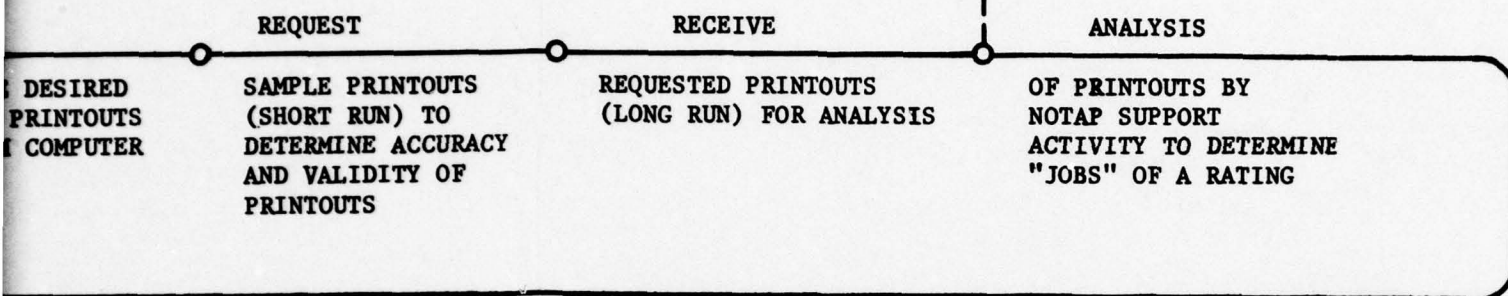 REQUEST
RECEIVE
ANALYSIS
DESIRED
PRINTOUTS
COMPUTER
SAMPLE PRINTOUTS
(SHORT RUN) TO
DETERMINE ACCURACY
AND VALIDITY OF
PRINTOUTS
REQUESTED PRINTOUTS
(LONG RUN) FOR ANALYSIS
OF PRINTOUTS BY
NOTAP SUPPORT
ACTIVITY TO DETERMINE
"JOBS" OF A RATING